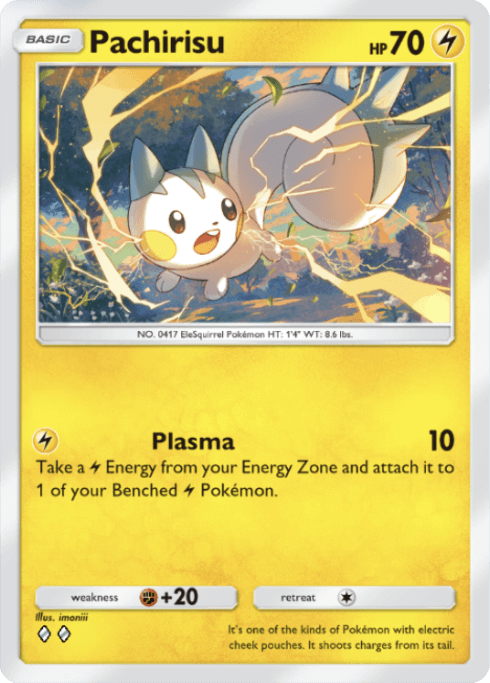 BASIC Pachirisu HP 70
NO. 0417 EleSquirrel Pokémon HT: 1'4" WT: 8.6 lbs.
Plasma 10
Take a Energy from your Energy Zone and attach it to
1 of your Benched Pokémon.
weakness +20 retreat
Illus. imoniii
It's one of the kinds of Pokémon with electric
cheek pouches. It shoots charges from its tail.